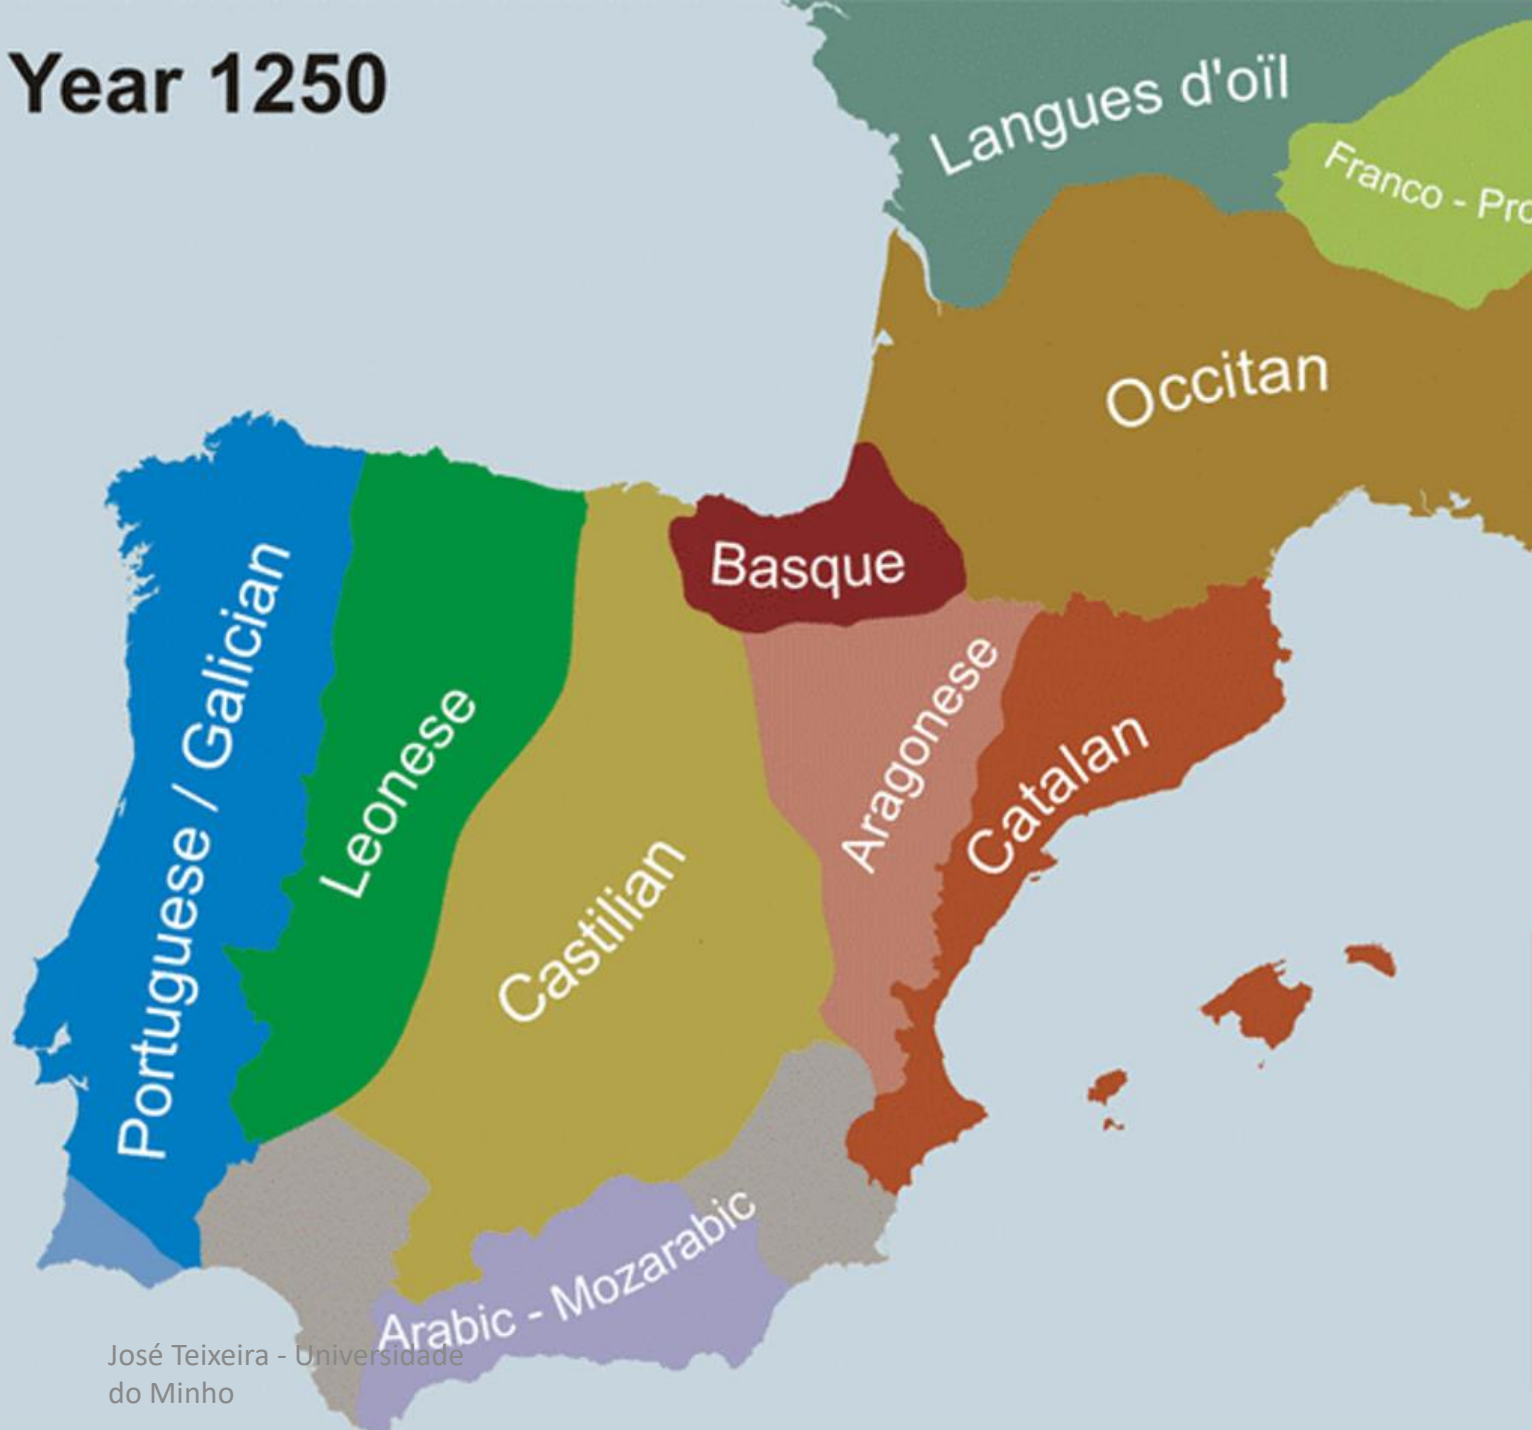 Year 1250
Langues d'oïl
Franco - Pro
Occitan
Basque
Portuguese / Galician
Leonese
Castilian
Aragonese
Catalan
Arabic - Mozarabic
José Teixeira - Universidade
do Minho